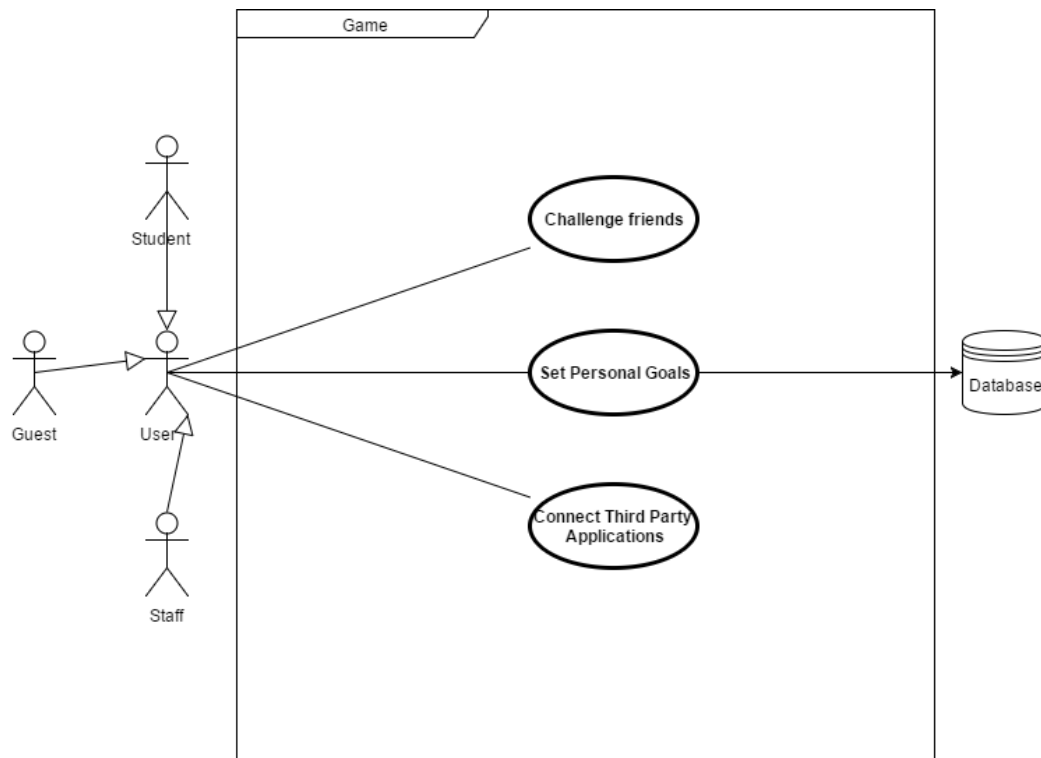 Game
Challenge friends
Student
Set Personal Goals
Database
Guest
User
Connect Third Party
Applications
Staff